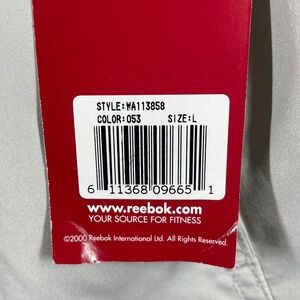 STYLE:WA113858
COLOR:053 SIZE:L
6 11368 09665 1
www.reebok.com
YOUR SOURCE FOR FITNESS
©2000 Reebok International Ltd. All Rights Reserved.